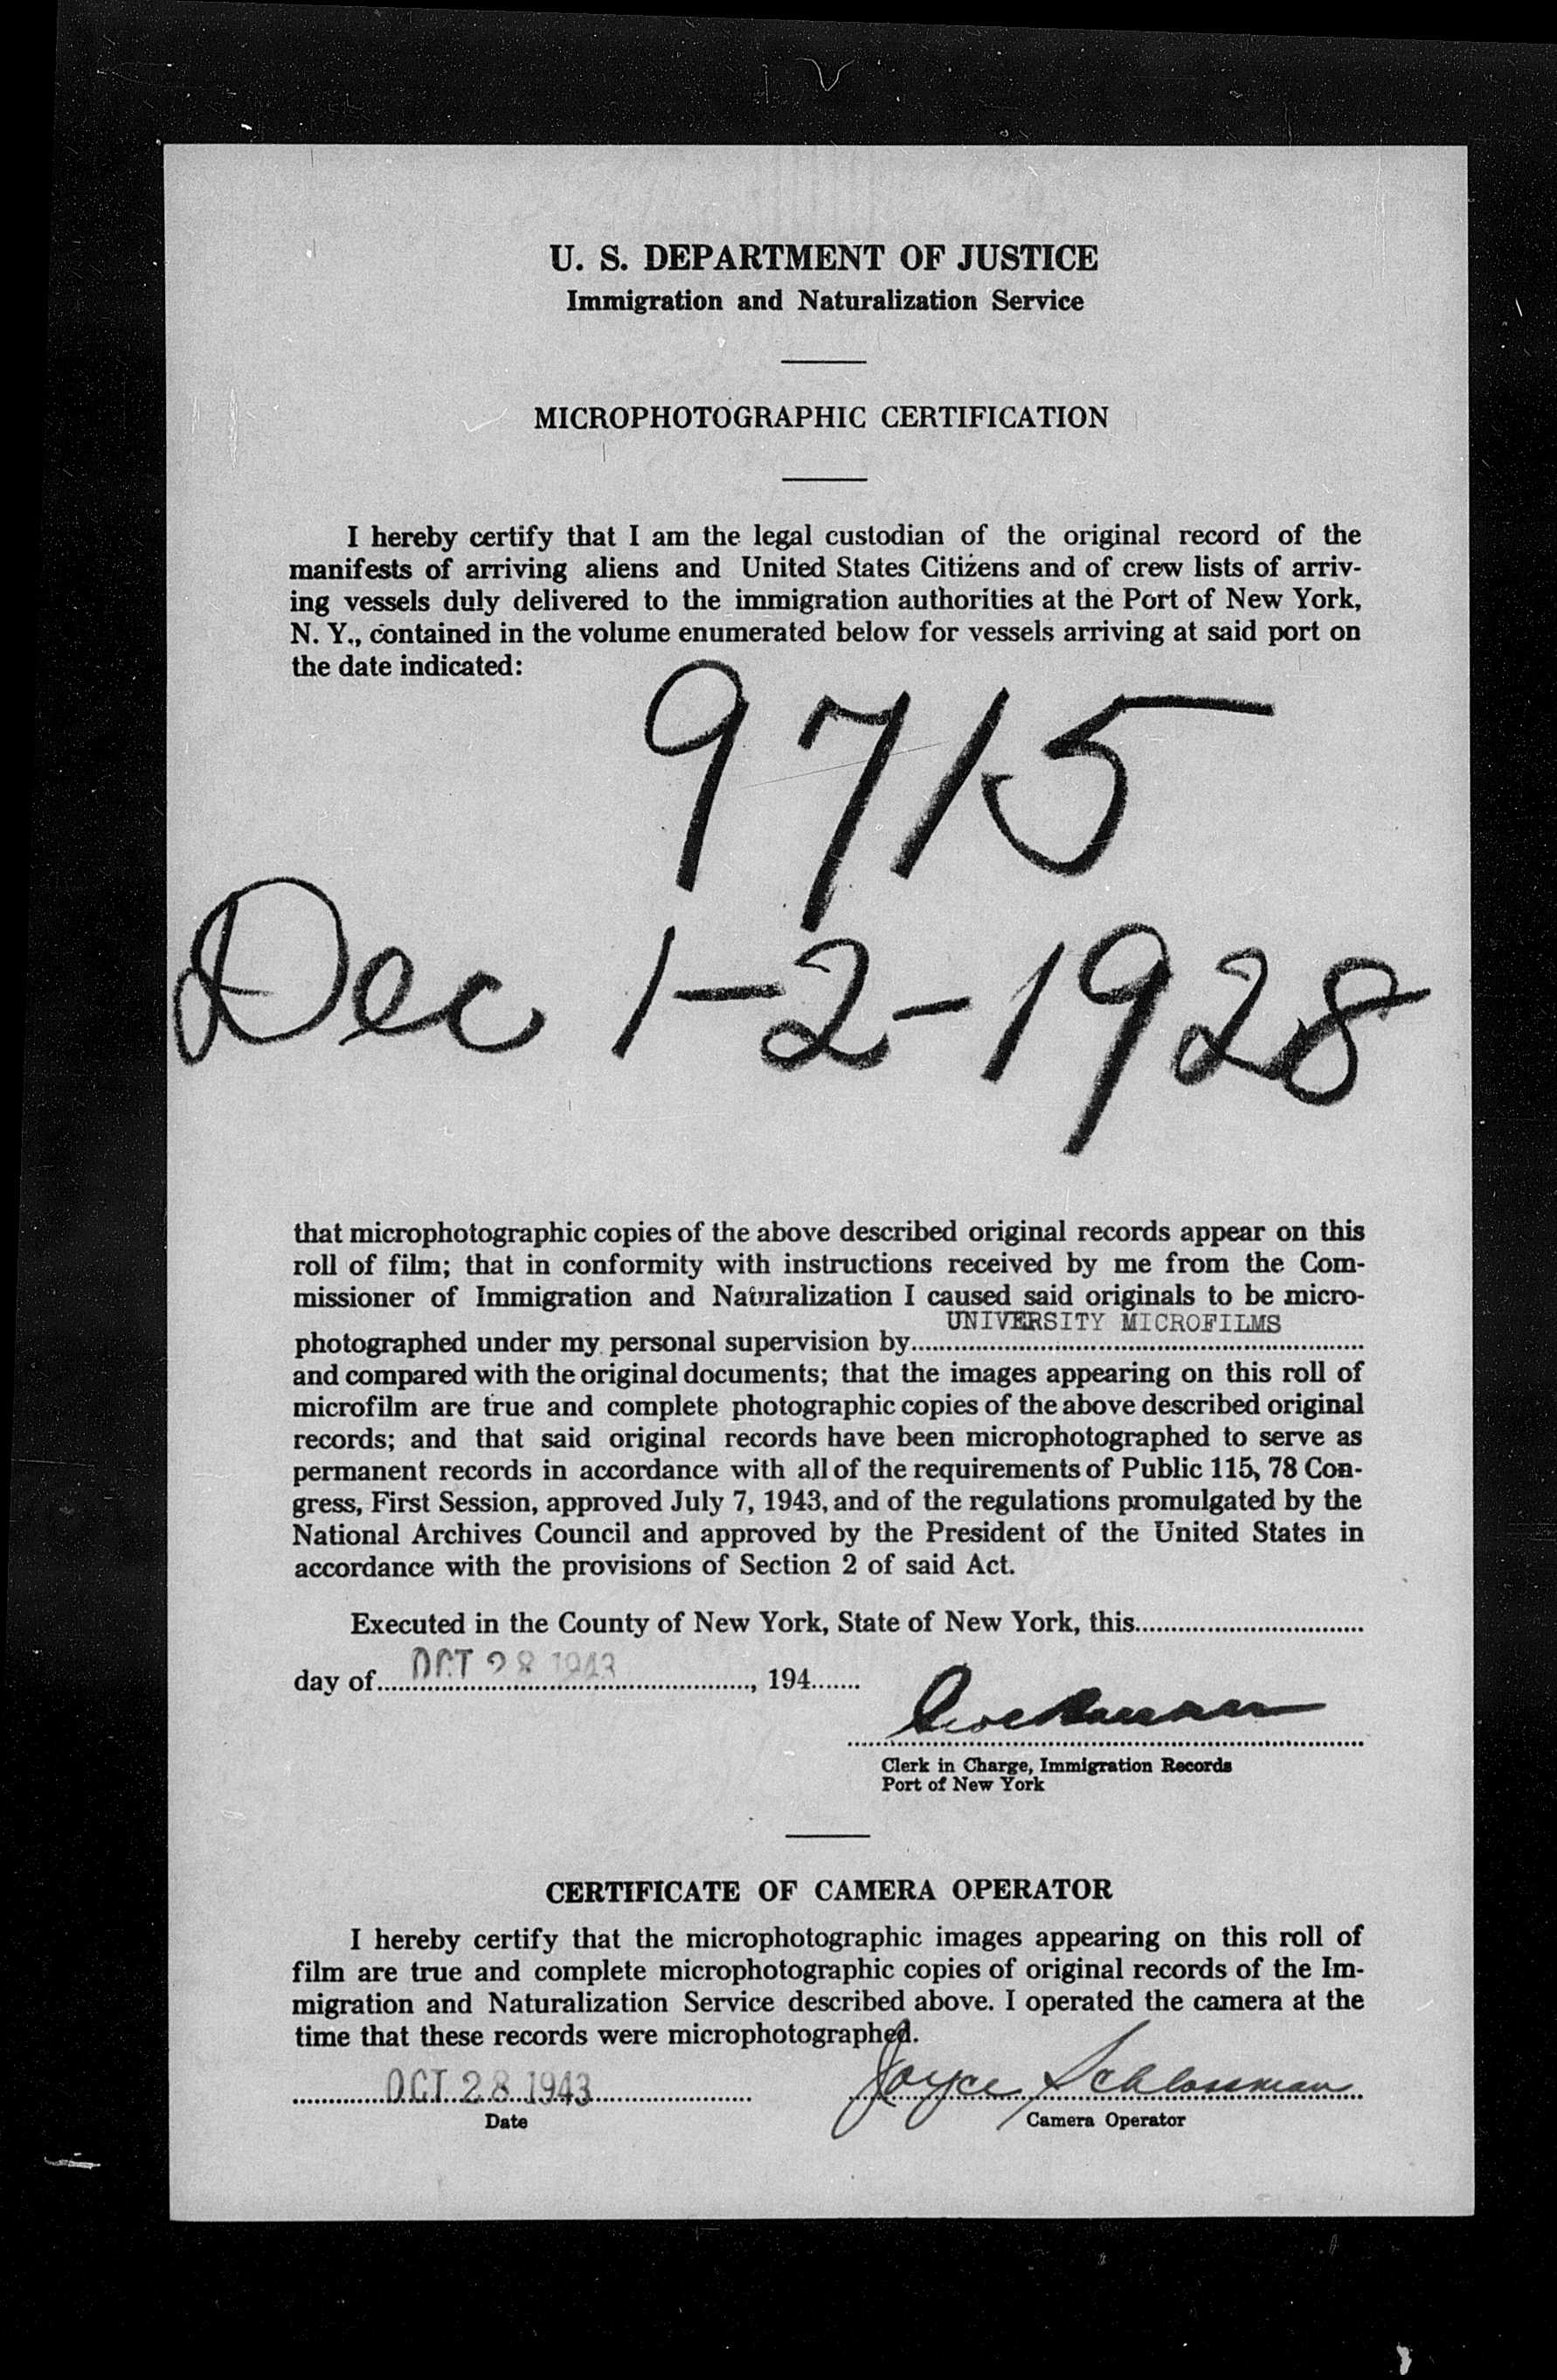 U. S. DEPARTMENT OF JUSTICE
Immigration and Naturalization Service
MICROPHOTOGRAPHIC CERTIFICATION
I hereby certify that I am the legal custodian of the original record of the
manifests of arriving aliens and United States Citizens and of crew lists of arriv-
ing vessels duly delivered to the immigration authorities at the Port of New York,
N. Y., contained in the volume enumerated below for vessels arriving at said port on
the date indicated:
9715
Dec 1-2-1928
that microphotographic copies of the above described original records appear on this
roll of film; that in conformity with instructions received by me from the Com-
missioner of Immigration and Naturalization I caused said originals to be micro-
UNIVERSITY MICROFILMS
photographed under my personal supervision by
and compared with the original documents; that the images appearing on this roll of
microfilm are true and complete photographic copies of the above described original
records; and that said original records have been microphotographed to serve as
permanent records in accordance with all of the requirements of Public 115, 78 Con-
gress, First Session, approved July 7, 1943, and of the regulations promulgated by the
National Archives Council and approved by the President of the United States in
accordance with the provisions of Section 2 of said Act.
Executed in the County of New York, State of New York, this
day of OCT 28 1943, 194
Clerk in Charge, Immigration Records
Port of New York
CERTIFICATE OF CAMERA OPERATOR
I hereby certify that the microphotographic images appearing on this roll of
film are true and complete microphotographic copies of original records of the Im-
migration and Naturalization Service described above. I operated the camera at the
time that these records were microphotographed.
OCT 28 1943 Joyce Schlossman
Date Camera Operator